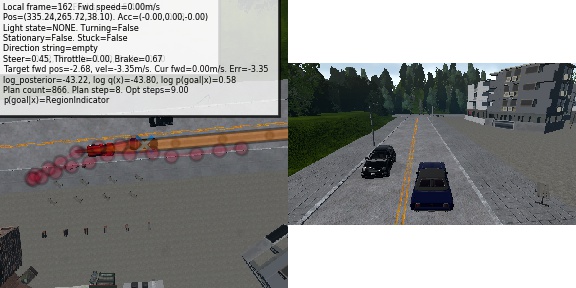 Local frame=162. Fwd speed=0.00m/s
Pos=(335.24,265.72,38.10). Acc=(-0.00,0.00,-0.00)
Light state=NONE. Turning=False
Stationary=False. Stuck=False
Direction string=empty
Steer=0.45; Throttle=0.00, Brake=0.67
Target fwd pos=-2.68, vel=-3.35m/s. Cur fwd=0.00m/s. Err=-3.35
log_posterior=-43.22, log q(x)=-43.80, log p(goal|x)=0.58
Plan count=866. Plan step=8. Opt steps=9.00
p(goal|x)=RegionIndicator